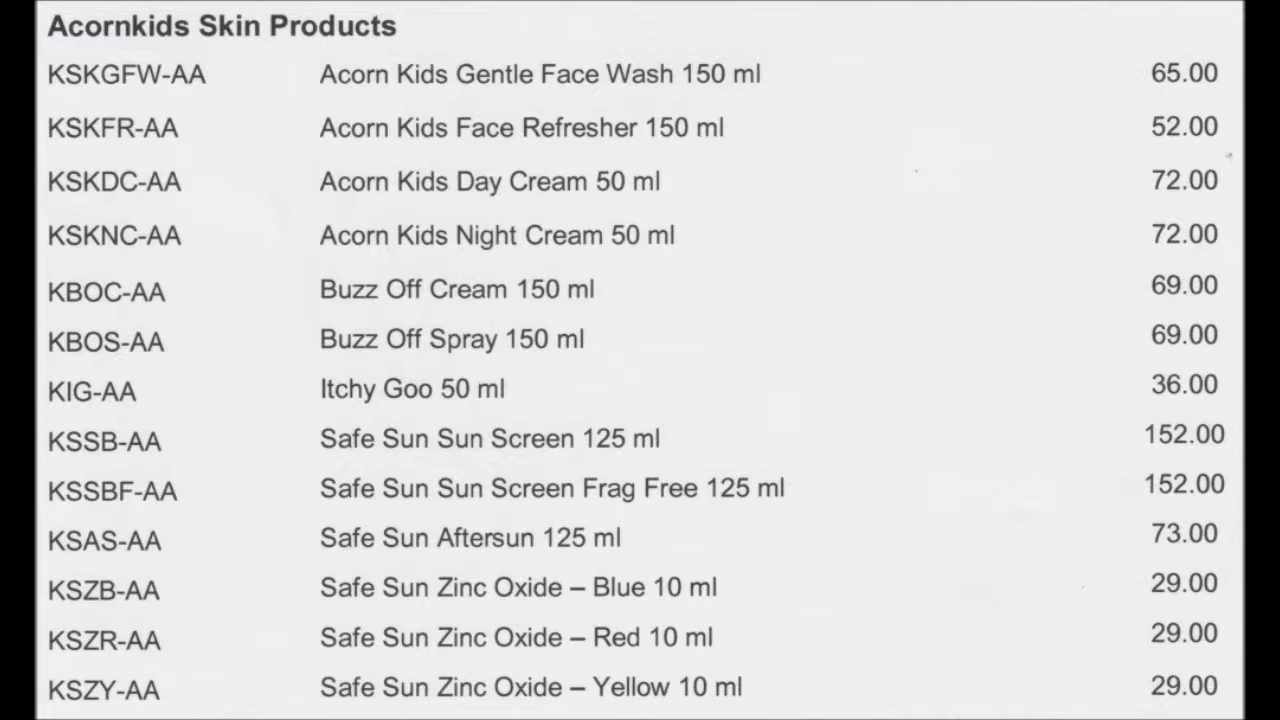 Acornkids Skin Products
KSKGFW-AA Acorn Kids Gentle Face Wash 150 ml 65.00
KSKFR-AA Acorn Kids Face Refresher 150 ml 52.00
KSKDC-AA Acorn Kids Day Cream 50 ml 72.00
KSKNC-AA Acorn Kids Night Cream 50 ml 72.00
KBOC-AA Buzz Off Cream 150 ml 69.00
KBOS-AA Buzz Off Spray 150 ml 69.00
KIG-AA Itchy Goo 50 ml 36.00
KSSB-AA Safe Sun Sun Screen 125 ml 152.00
KSSBF-AA Safe Sun Sun Screen Frag Free 125 ml 152.00
KSAS-AA Safe Sun Aftersun 125 ml 73.00
KSZB-AA Safe Sun Zinc Oxide – Blue 10 ml 29.00
KSZR-AA Safe Sun Zinc Oxide – Red 10 ml 29.00
KSZY-AA Safe Sun Zinc Oxide – Yellow 10 ml 29.00